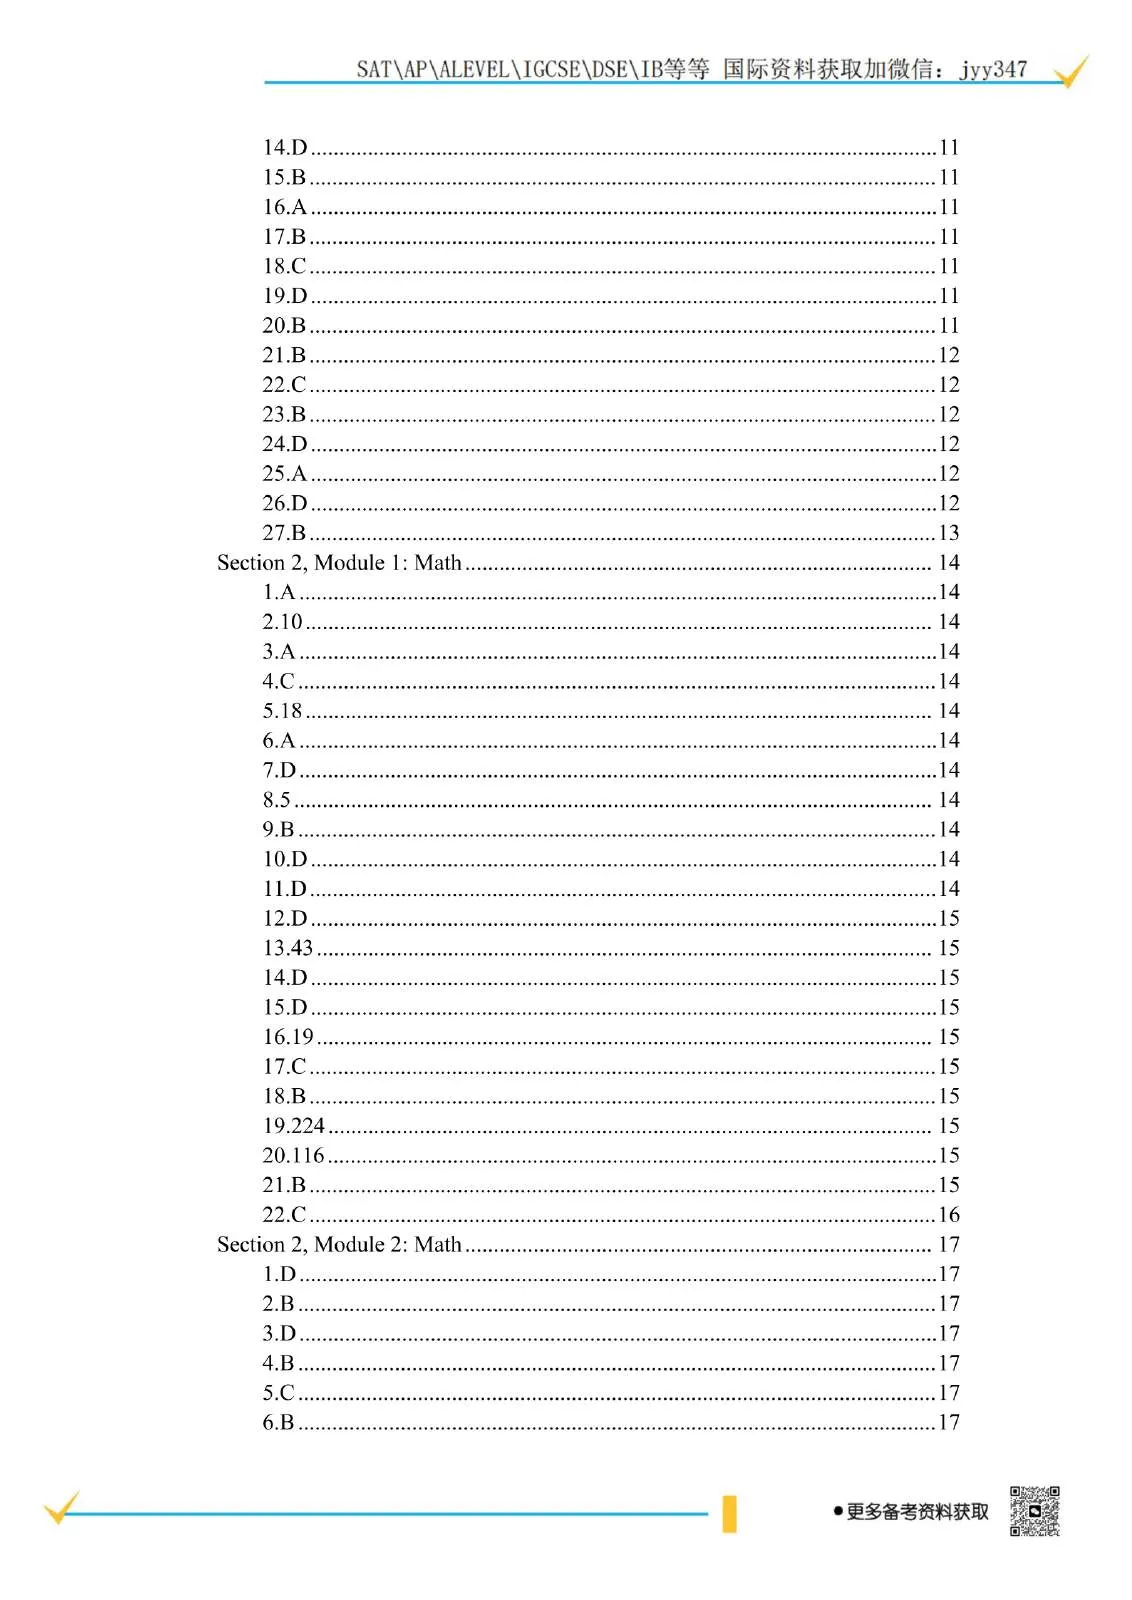 SAT\AP\ALEVEL\IGCSE\DSE\IB等等 国际资料获取加微信：jyy347
14.D........11
15.B........11
16.A........11
17.B........11
18.C........11
19.D........11
20.B........11
21.B........12
22.C........12
23.B........12
24.D........12
25.A........12
26.D........12
27.B........13
Section 2, Module 1: Math........14
1.A........14
2.10........14
3.A........14
4.C........14
5.18........14
6.A........14
7.D........14
8.5........14
9.B........14
10.D........14
11.D........14
12.D........15
13.43........15
14.D........15
15.D........15
16.19........15
17.C........15
18.B........15
19.224........15
20.116........15
21.B........15
22.C........16
Section 2, Module 2: Math........17
1.D........17
2.B........17
3.D........17
4.B........17
5.C........17
6.B........17
●更多备考资料获取